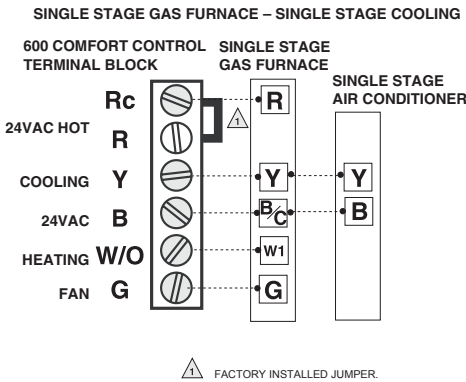 SINGLE STAGE GAS FURNACE – SINGLE STAGE COOLING
600 COMFORT CONTROL
TERMINAL BLOCK
SINGLE STAGE
GAS FURNACE
SINGLE STAGE
AIR CONDITIONER
24VAC HOT
Rc
R
R
1
COOLING
Y
Y
Y
24VAC
B
B/C
B
HEATING
W/O
W1
FAN
G
G
1 FACTORY INSTALLED JUMPER.